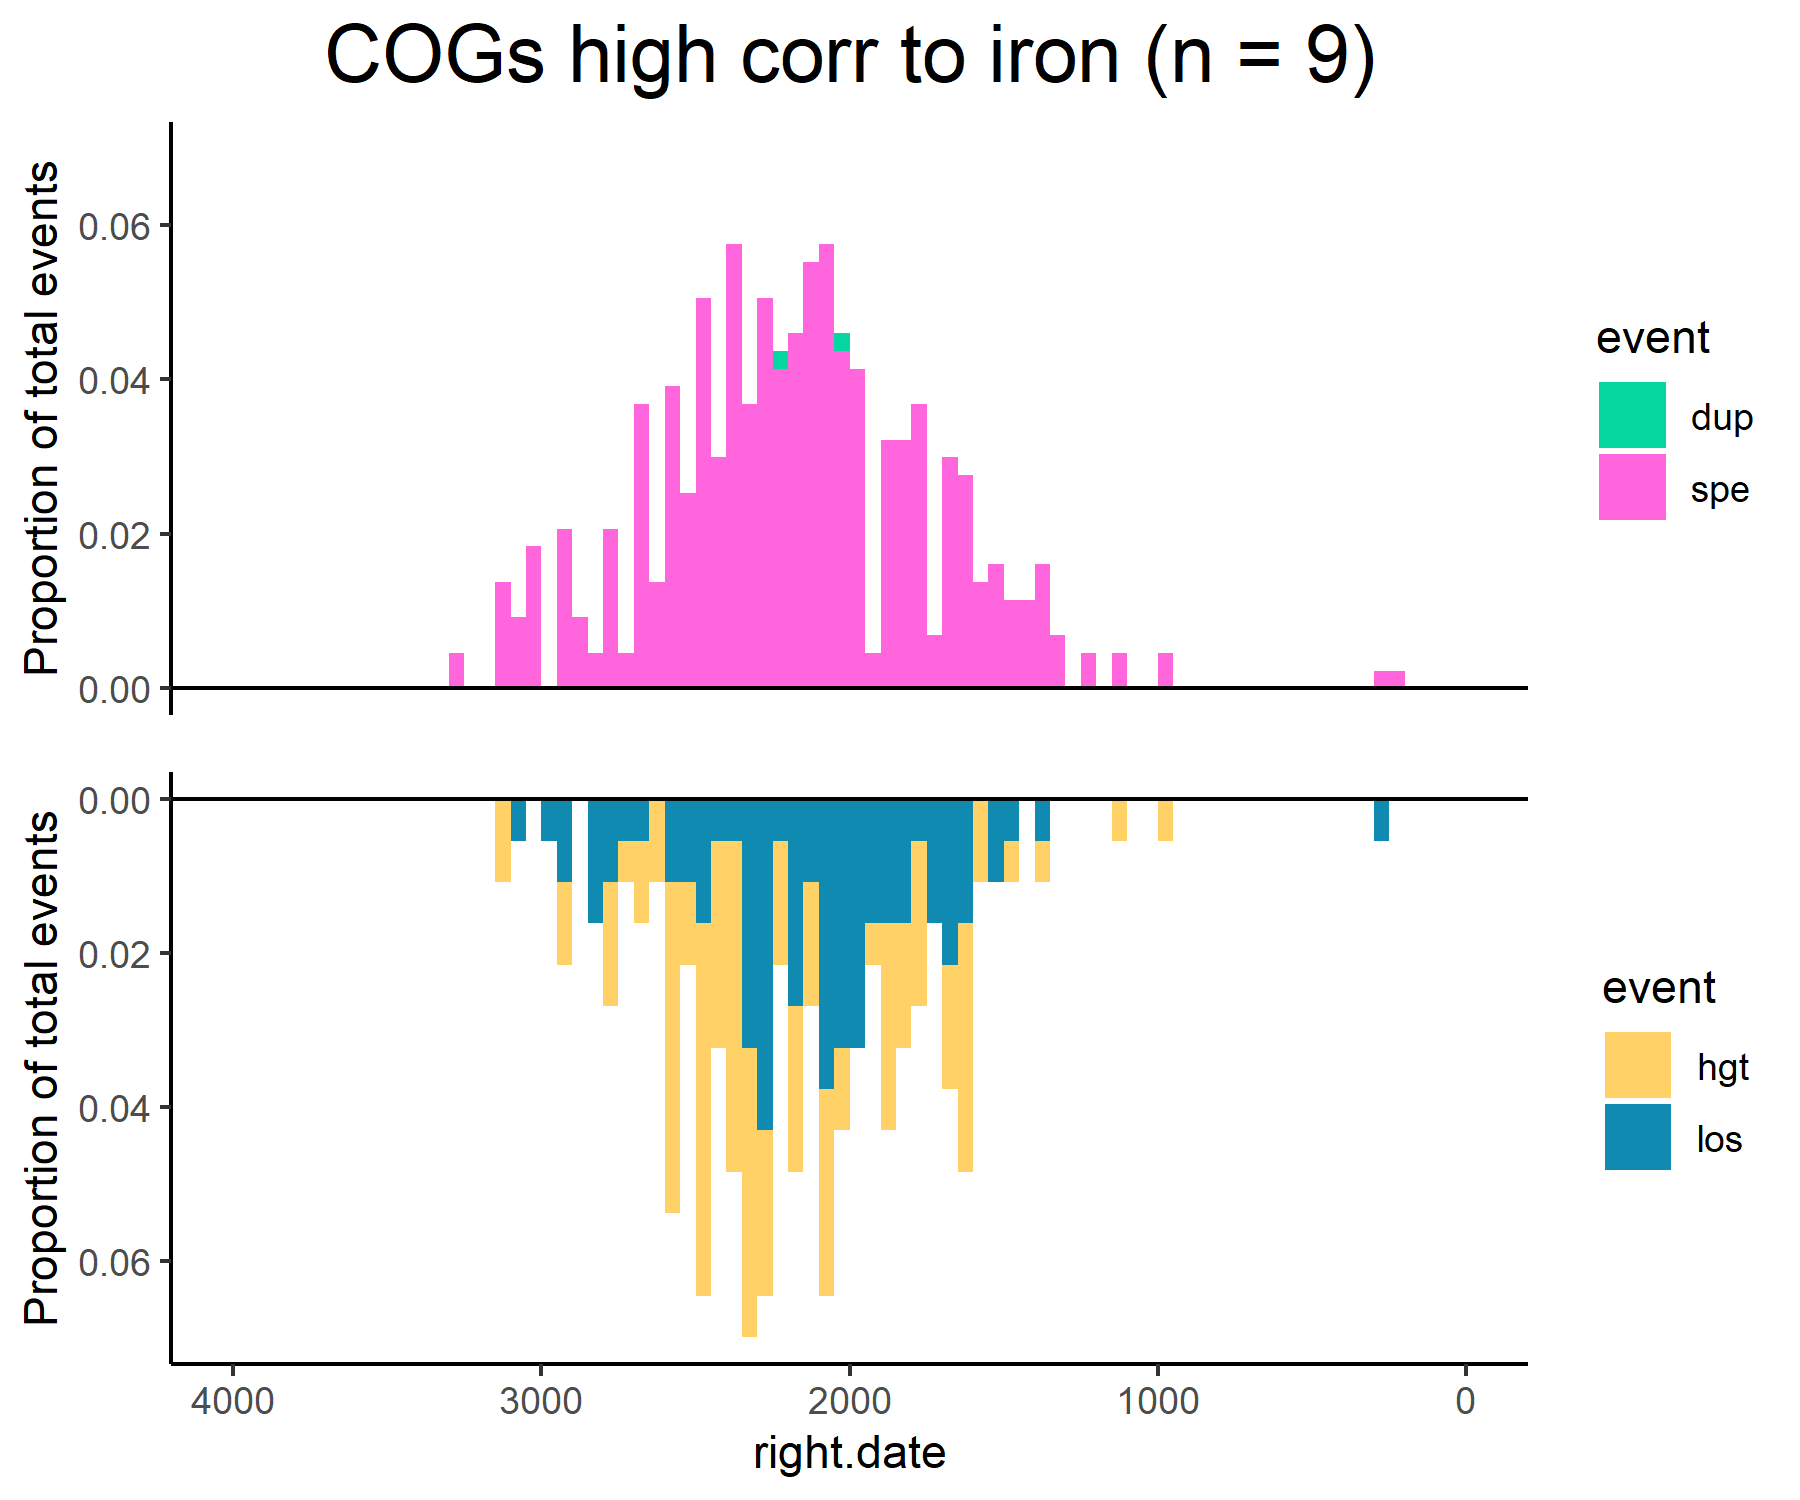 COGs high corr to iron (n = 9)
Proportion of total events
0.06
0.04
0.02
0.00
event
dup
spe
Proportion of total events
0.00
0.02
0.04
0.06
event
hgt
los
4000 3000 2000 1000 0
right.date